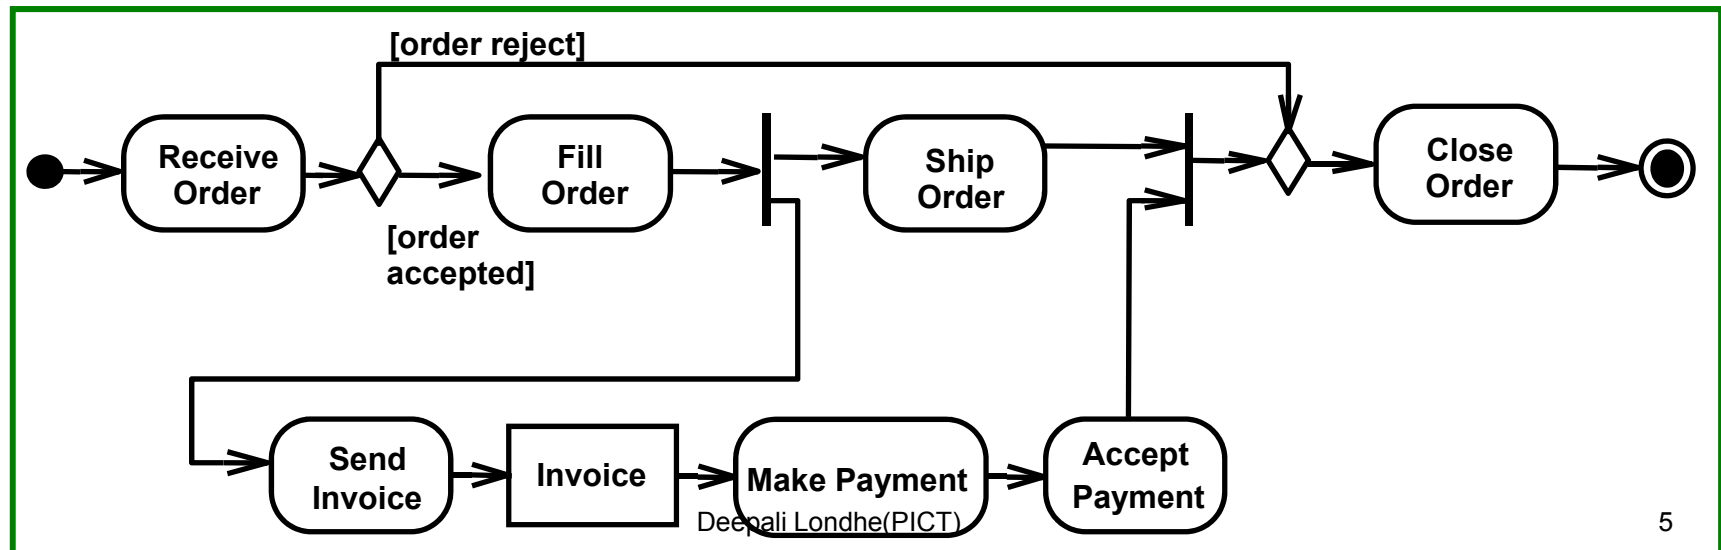 [order reject]
Receive
Order
Fill
Order
Ship
Order
Close
Order
[order
accepted]
Send
Invoice
Invoice
Make Payment
Accept
Payment
Deepali Londhe(PICT)
5